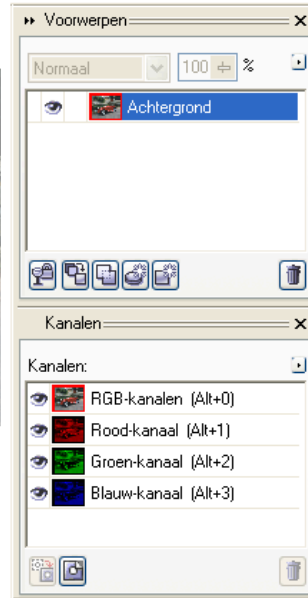 Voorwerpen
Normaal 100 %
Achtergrond
Kanalen
Kanalen:
RGB-kanalen (Alt+0)
Rood-kanaal (Alt+1)
Groen-kanaal (Alt+2)
Blauw-kanaal (Alt+3)